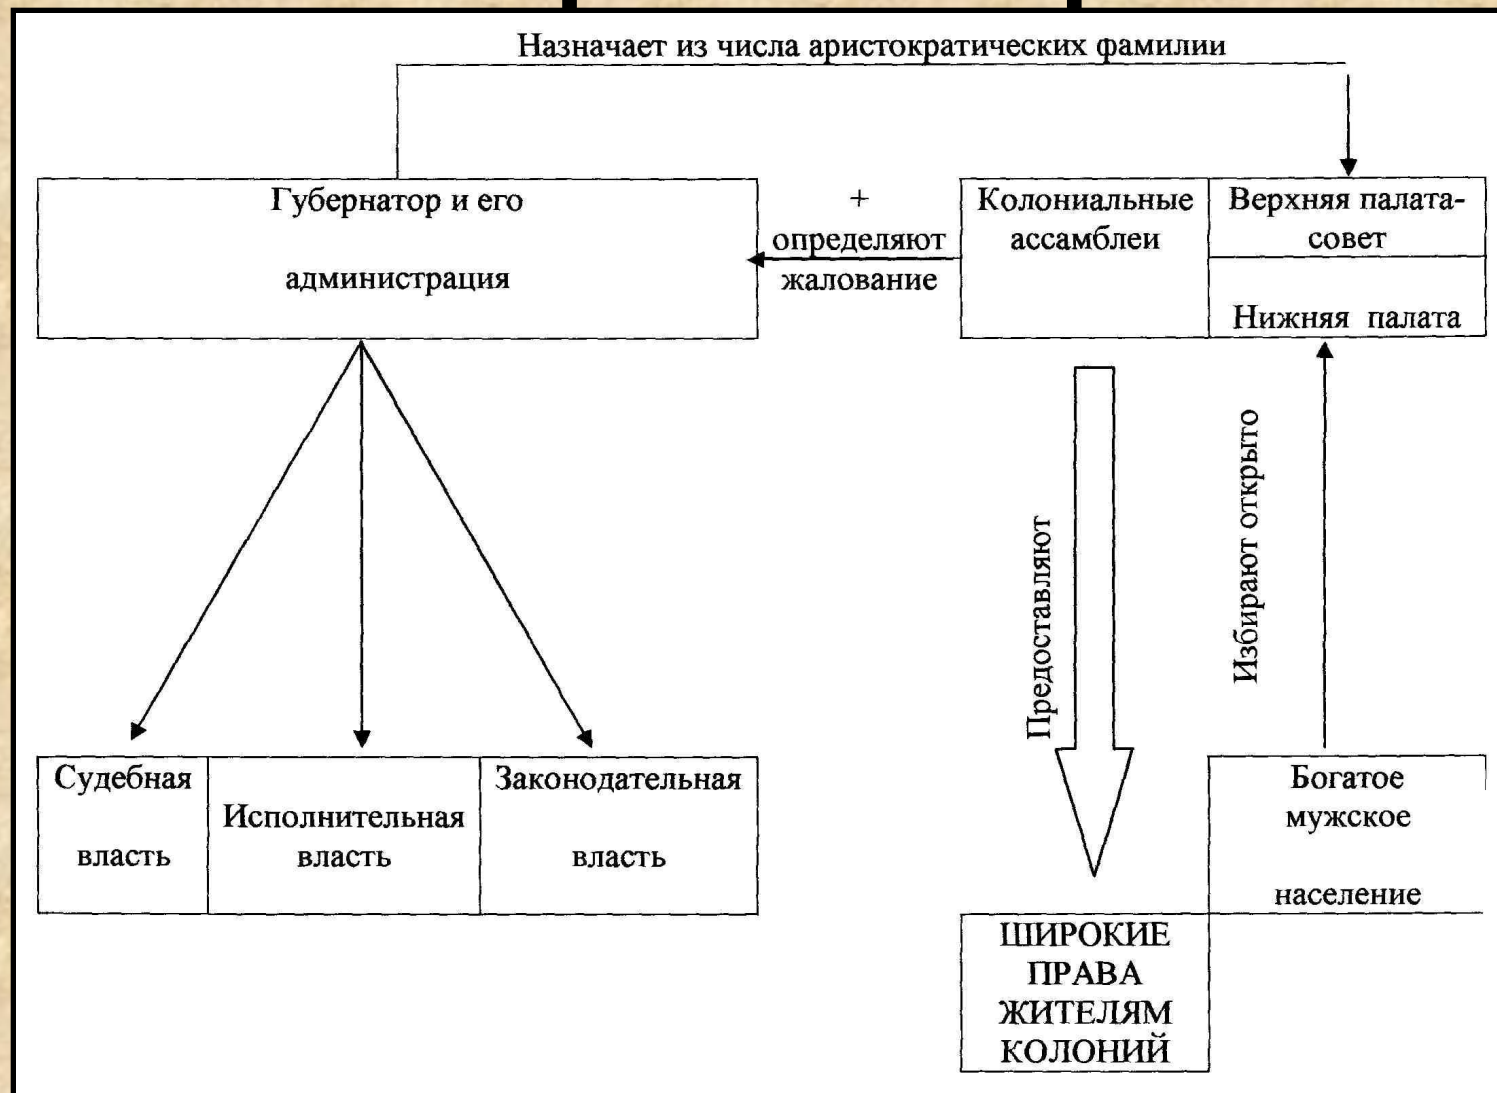 Назначает из числа аристократических фамилии
Губернатор и его
администрация
+
определяют
жалование
Колониальные
ассамблеи
Верхняя палата-
совет
Нижняя палата
Предоставляют
Избирают открыто
Судебная
власть
Исполнительная
власть
Законодательная
власть
Богатое
мужское
население
ШИРОКИЕ
ПРАВА
ЖИТЕЛЯМ
КОЛОНИЙ